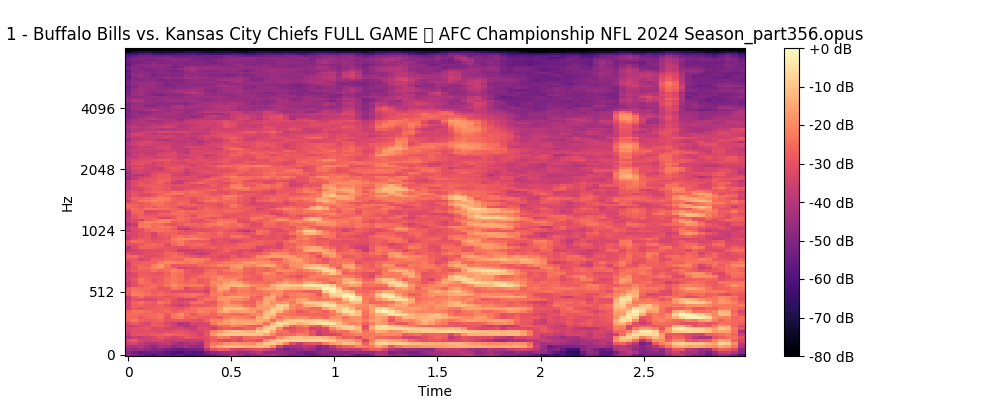 1 - Buffalo Bills vs. Kansas City Chiefs FULL GAME ▯ AFC Championship NFL 2024 Season_part356.opus
+0 dB
4096
-10 dB
-20 dB
2048
-30 dB
Hz
1024
-40 dB
-50 dB
512
-60 dB
-70 dB
0
-80 dB
0 0.5 1 1.5 2 2.5
Time